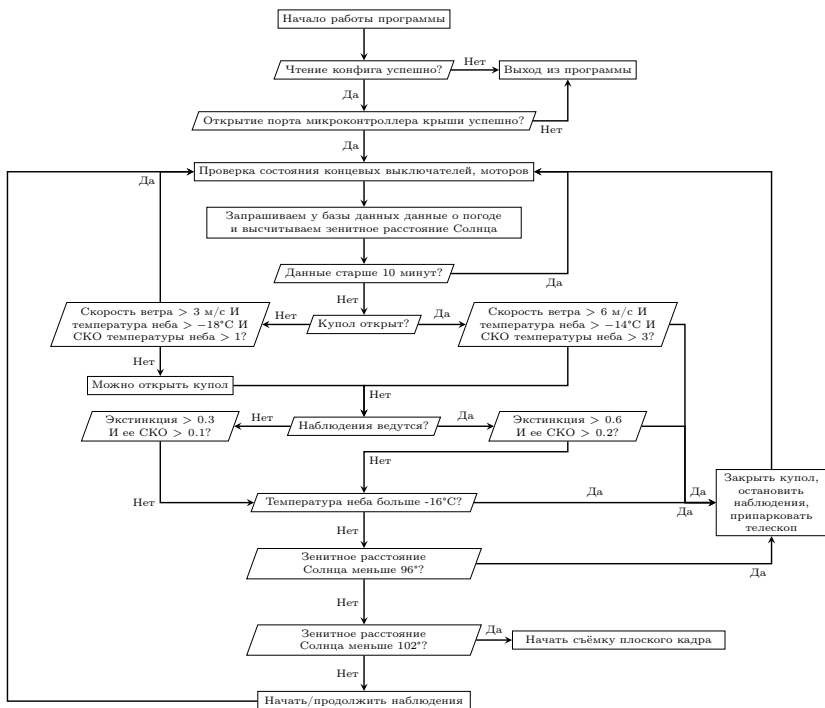 Начало работы программы
Чтение конфига успешно?
Нет
Выход из программы
Да
Открытие порта микроконтроллера крыши успешно?
Нет
Да
Проверка состояния концевых выключателей, моторов
Да
Запрашиваем у базы данных данные о погоде
и высчитываем зенитное расстояние Солнца
Данные старше 10 минут?
Да
Нет
Скорость ветра > 3 м/с И
температура неба > −18°C И
СКО температуры неба > 1?
Нет
Купол открыт?
Да
Скорость ветра > 6 м/с И
температура неба > −14°C И
СКО температуры неба > 3?
Нет
Можно открыть купол
Нет
Экстинкция > 0.3
И ее СКО > 0.1?
Нет
Наблюдения ведутся?
Да
Экстинкция > 0.6
И ее СКО > 0.2?
Нет
Нет
Температура неба больше -16°C?
Да
Да
Да
Закрыть купол,
остановить
наблюдения,
припарковать
телескоп
Нет
Зенитное расстояние
Солнца меньше 96°?
Да
Нет
Зенитное расстояние
Солнца меньше 102°?
Да
Начать съёмку плоского кадра
Нет
Начать/продолжить наблюдения